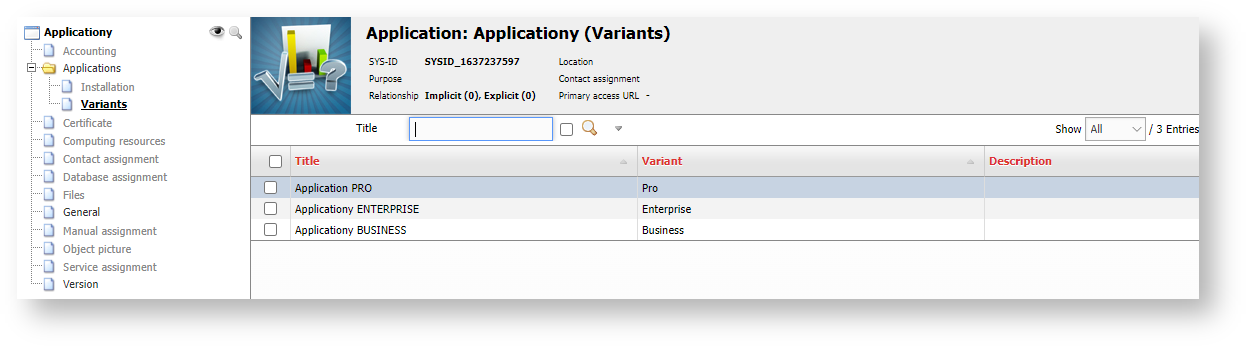 Applicationy
Accounting
Applications
Installation
Variants
Certificate
Computing resources
Contact assignment
Database assignment
Files
General
Manual assignment
Object picture
Service assignment
Version
Application: Applicationy (Variants)
SYS-ID SYSID_1637237597 Location
Purpose Contact assignment
Relationship Implicit (0), Explicit (0) Primary access URL -
Title Show All / 3 Entries
Title Variant Description
Application PRO Pro
Applicationy ENTERPRISE Enterprise
Applicationy BUSINESS Business